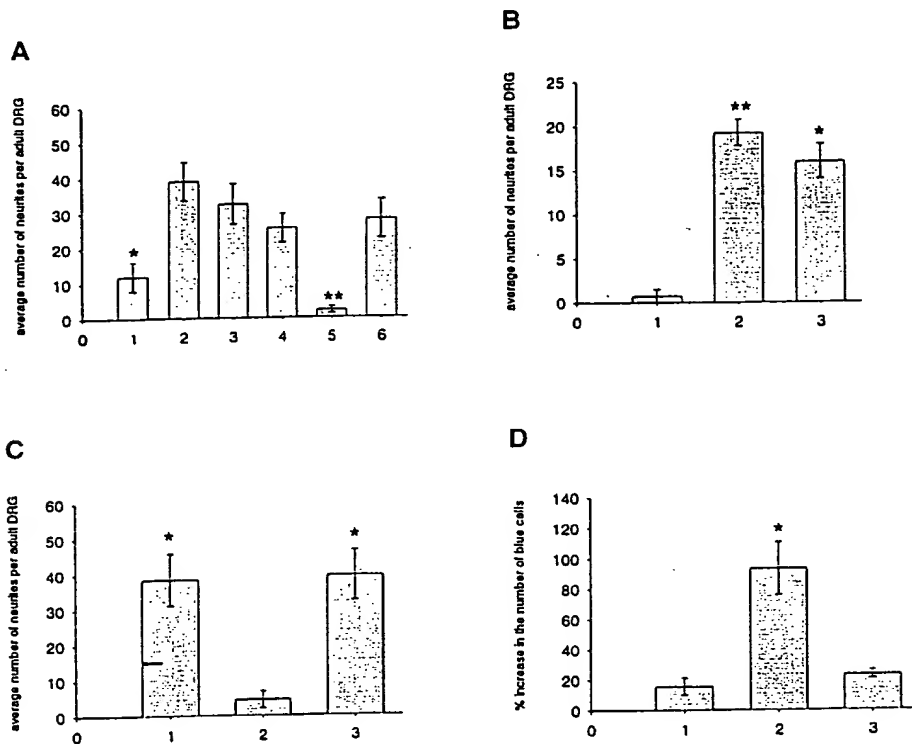 A
average number of neurites per adult DRG
60
50
40
30
20
10
0
*
**
0 1 2 3 4 5 6
B
average number of neurites per adult DRG
25
20
15
10
5
0
**
*
0 1 2 3
C
average number of neurites per adult DRG
60
50
40
30
20
10
0
*
*
0 1 2 3
D
% increase in the number of blue cells
140
120
100
80
60
40
20
0
*
0 1 2 3